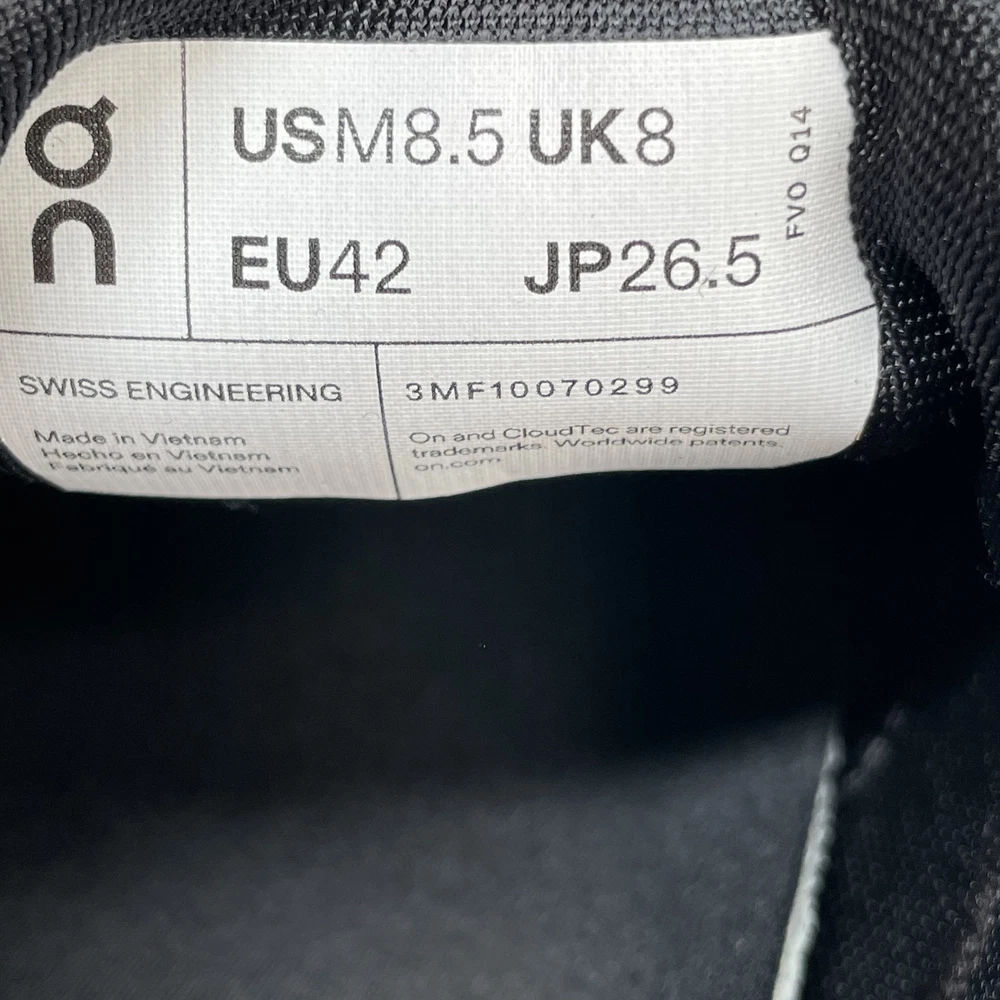 On
USM8.5 UK8
EU42 JP26.5
FVO Q14
SWISS ENGINEERING
Made in Vietnam
Hecho en Vietnam
Fabriqué au Vietnam
3MF10070299
On and CloudTec are registered
trademarks. Worldwide patents.
on.com